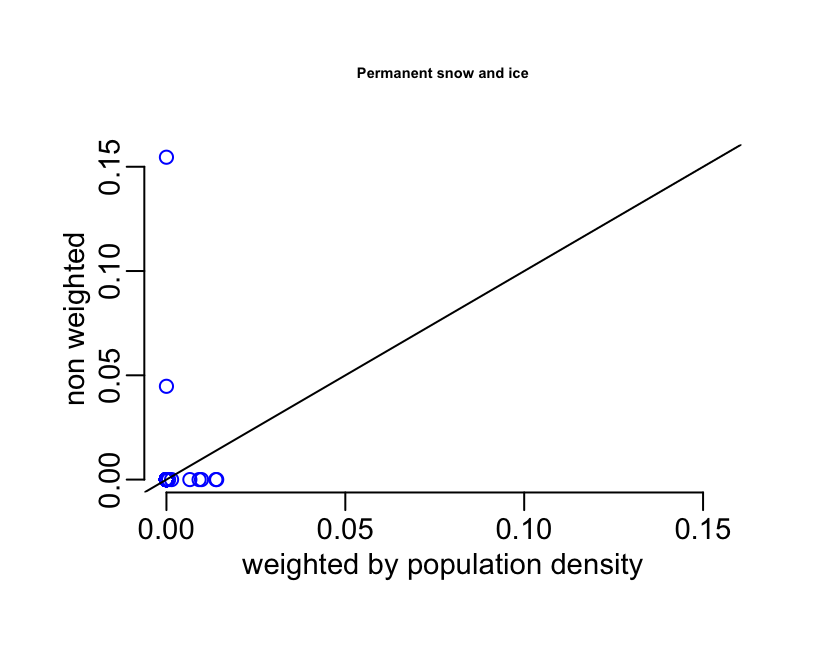 Permanent snow and ice
non weighted
0.15
0.10
0.05
0.00
0.00 0.05 0.10 0.15
weighted by population density